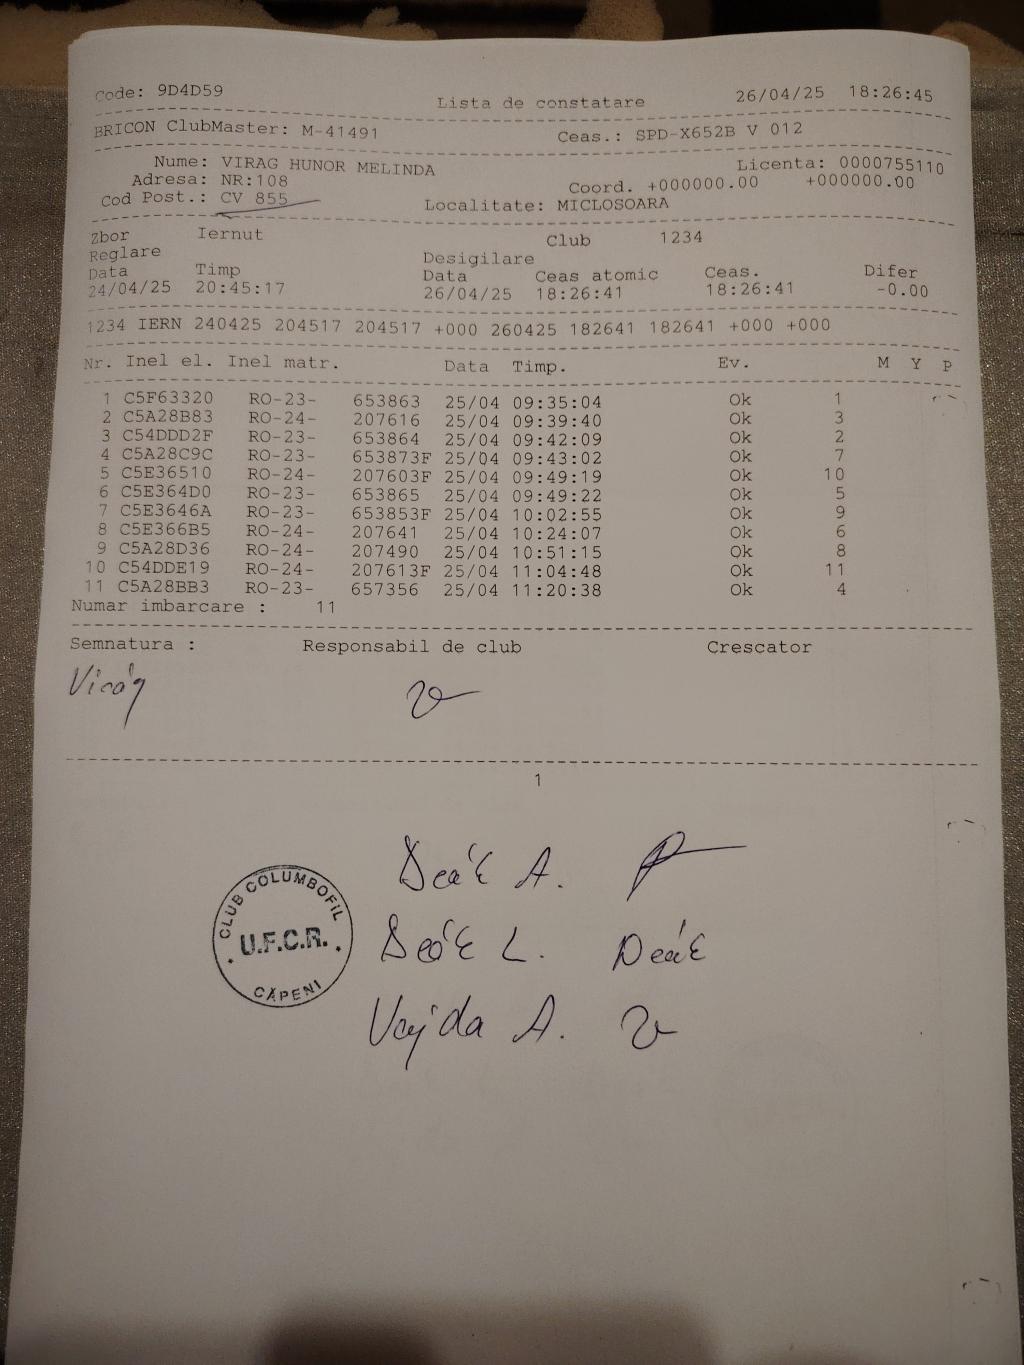 Code: 9D4D59
Lista de constatare 26/04/25 18:26:45
BRICON ClubMaster: M-41491 Ceas.: SPD-X652B V 012
Nume: VIRAG HUNOR MELINDA Licenta: 0000755110
Adresa: NR:108 Coord. +000000.00 +000000.00
Cod Post.: CV 855 Localitate: MICLOSOARA
Zbor Iernut Club 1234
Reglare Desigilare
Data Timp Data Ceas atomic Ceas. Difer
24/04/25 20:45:17 26/04/25 18:26:41 18:26:41 -0.00
1234 IERN 240425 204517 204517 +000 260425 182641 182641 +000 +000
Nr. Inel el. Inel matr. Data Timp. Ev. M Y P
1 C5F63320 RO-23- 653863 25/04 09:35:04 Ok 1
2 C5A28B83 RO-24- 207616 25/04 09:39:40 Ok 3
3 C54DDD2F RO-23- 653864 25/04 09:42:09 Ok 2
4 C5A28C9C RO-23- 653873F 25/04 09:43:02 Ok 7
5 C5E36510 RO-24- 207603F 25/04 09:49:19 Ok 10
6 C5E364D0 RO-23- 653865 25/04 09:49:22 Ok 5
7 C5E3646A RO-23- 653853F 25/04 10:02:55 Ok 9
8 C5E366B5 RO-24- 207641 25/04 10:24:07 Ok 6
9 C5A28D36 RO-24- 207490 25/04 10:51:15 Ok 8
10 C54DDE19 RO-24- 207613F 25/04 11:04:48 Ok 11
11 C5A28BB3 RO-23- 657356 25/04 11:20:38 Ok 4
Numar imbarcare : 11
Semnatura : Responsabil de club Crescator
Virág
1
Deák A.
CLUB COLUMBOFIL
U.F.C.R.
CĂPENI
Deák L. Deák
Vajda A.